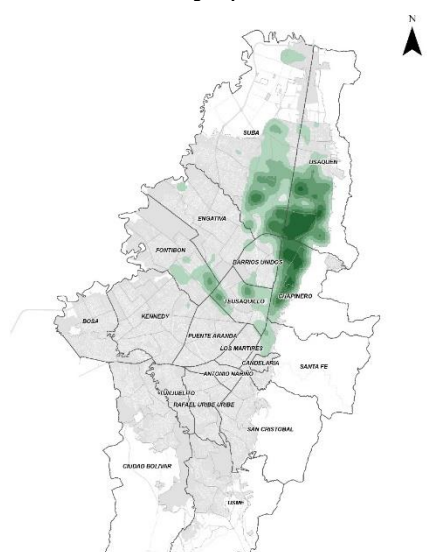 N
SUBA
USAQUEN
ENGATIVA
FONTIBON
BARRIOS UNIDOS
CHAPINERO
TEUSAQUILLO
BOSA
KENNEDY
PUENTE ARANDA
LOS MARTIRES
CANDELARIA
SANTA FE
ANTONIO NARIÑO
TUNJUELITO
RAFAEL URIBE URIBE
SAN CRISTOBAL
CIUDAD BOLIVAR
USME